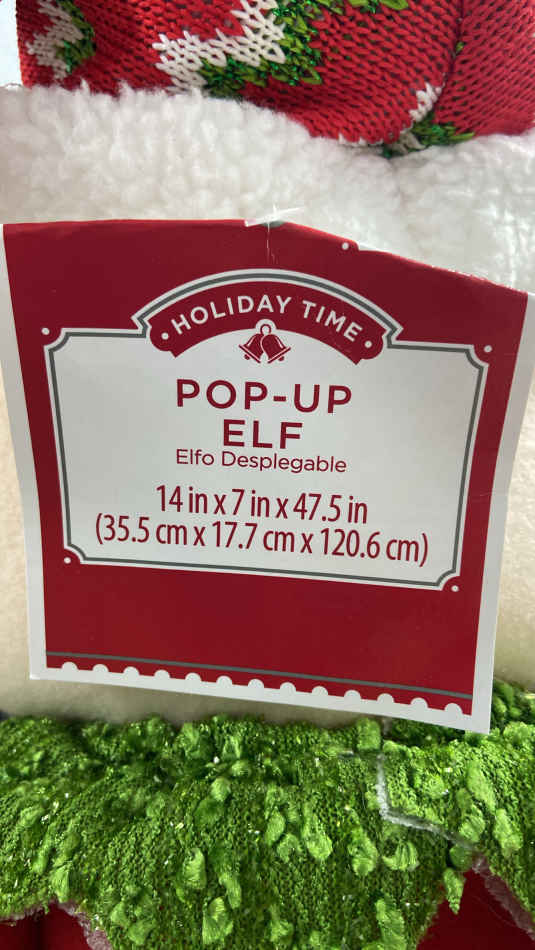 HOLIDAY TIME
POP-UP
ELF
Elfo Desplegable
14 in x 7 in x 47.5 in
(35.5 cm x 17.7 cm x 120.6 cm)